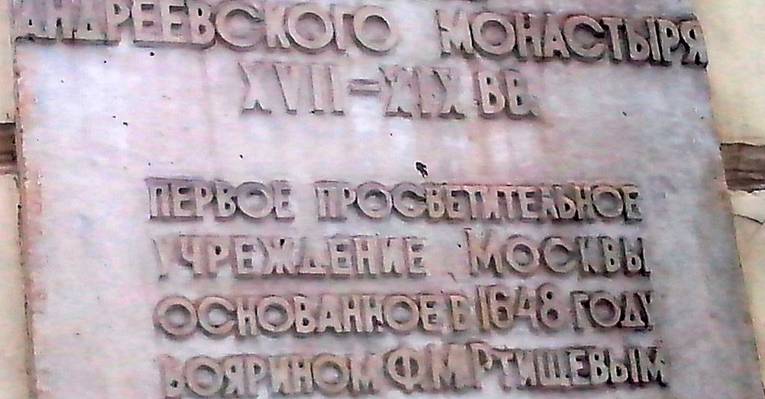 АНДРЕЕВСКОГО МОНАСТЫРЯ
XVII–XIX ВВ.
ПЕРВОЕ ПРОСВЕТИТЕЛЬНОЕ
УЧРЕЖДЕНИЕ МОСКВЫ
ОСНОВАННОЕ В 1648 ГОДУ
БОЯРИНОМ Ф.М.РТИЩЕВЫМ